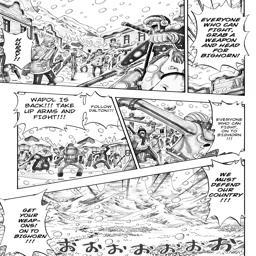 EVERYONE
WHO CAN
FIGHT,
GRAB A
WEAPON
AND HEAD
FOR
BIGHORN!
EVERYONE
WHO CAN
FIGHT,
ON TO
BIGHORN
!!!
FOLLOW
DALTON!!
WAPOL IS
BACK!!! TAKE
UP ARMS AND
FIGHT!!!
WE
MUST
DEFEND
OUR
COUNTRY
!!!
GET
YOUR
WEAP-
ONS!
ON TO
BIGHORN
!!!
おおおおおお